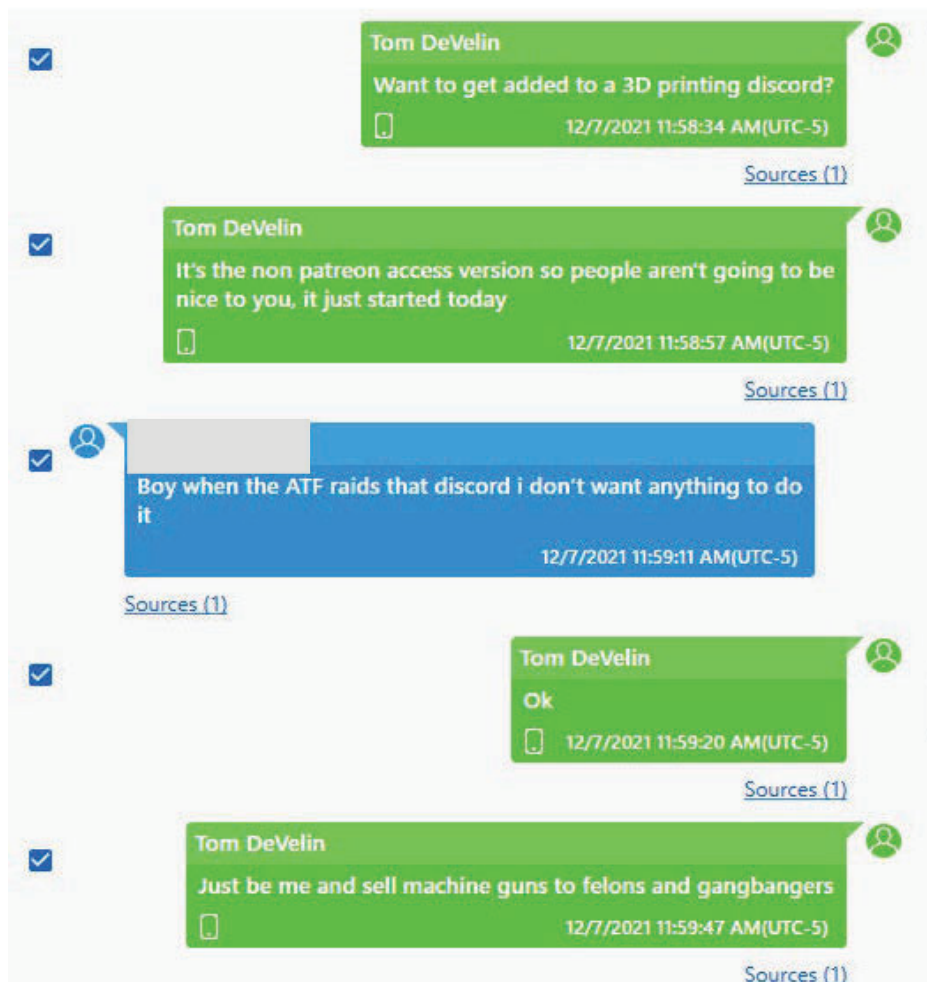 Tom DeVelin
Want to get added to a 3D printing discord?
12/7/2021 11:58:34 AM(UTC-5)
Sources (1)
Tom DeVelin
It's the non patreon access version so people aren't going to be
nice to you, it just started today
12/7/2021 11:58:57 AM(UTC-5)
Sources (1)
Boy when the ATF raids that discord i don't want anything to do
it
12/7/2021 11:59:11 AM(UTC-5)
Sources (1)
Tom DeVelin
Ok
12/7/2021 11:59:20 AM(UTC-5)
Sources (1)
Tom DeVelin
Just be me and sell machine guns to felons and gangbangers
12/7/2021 11:59:47 AM(UTC-5)
Sources (1)